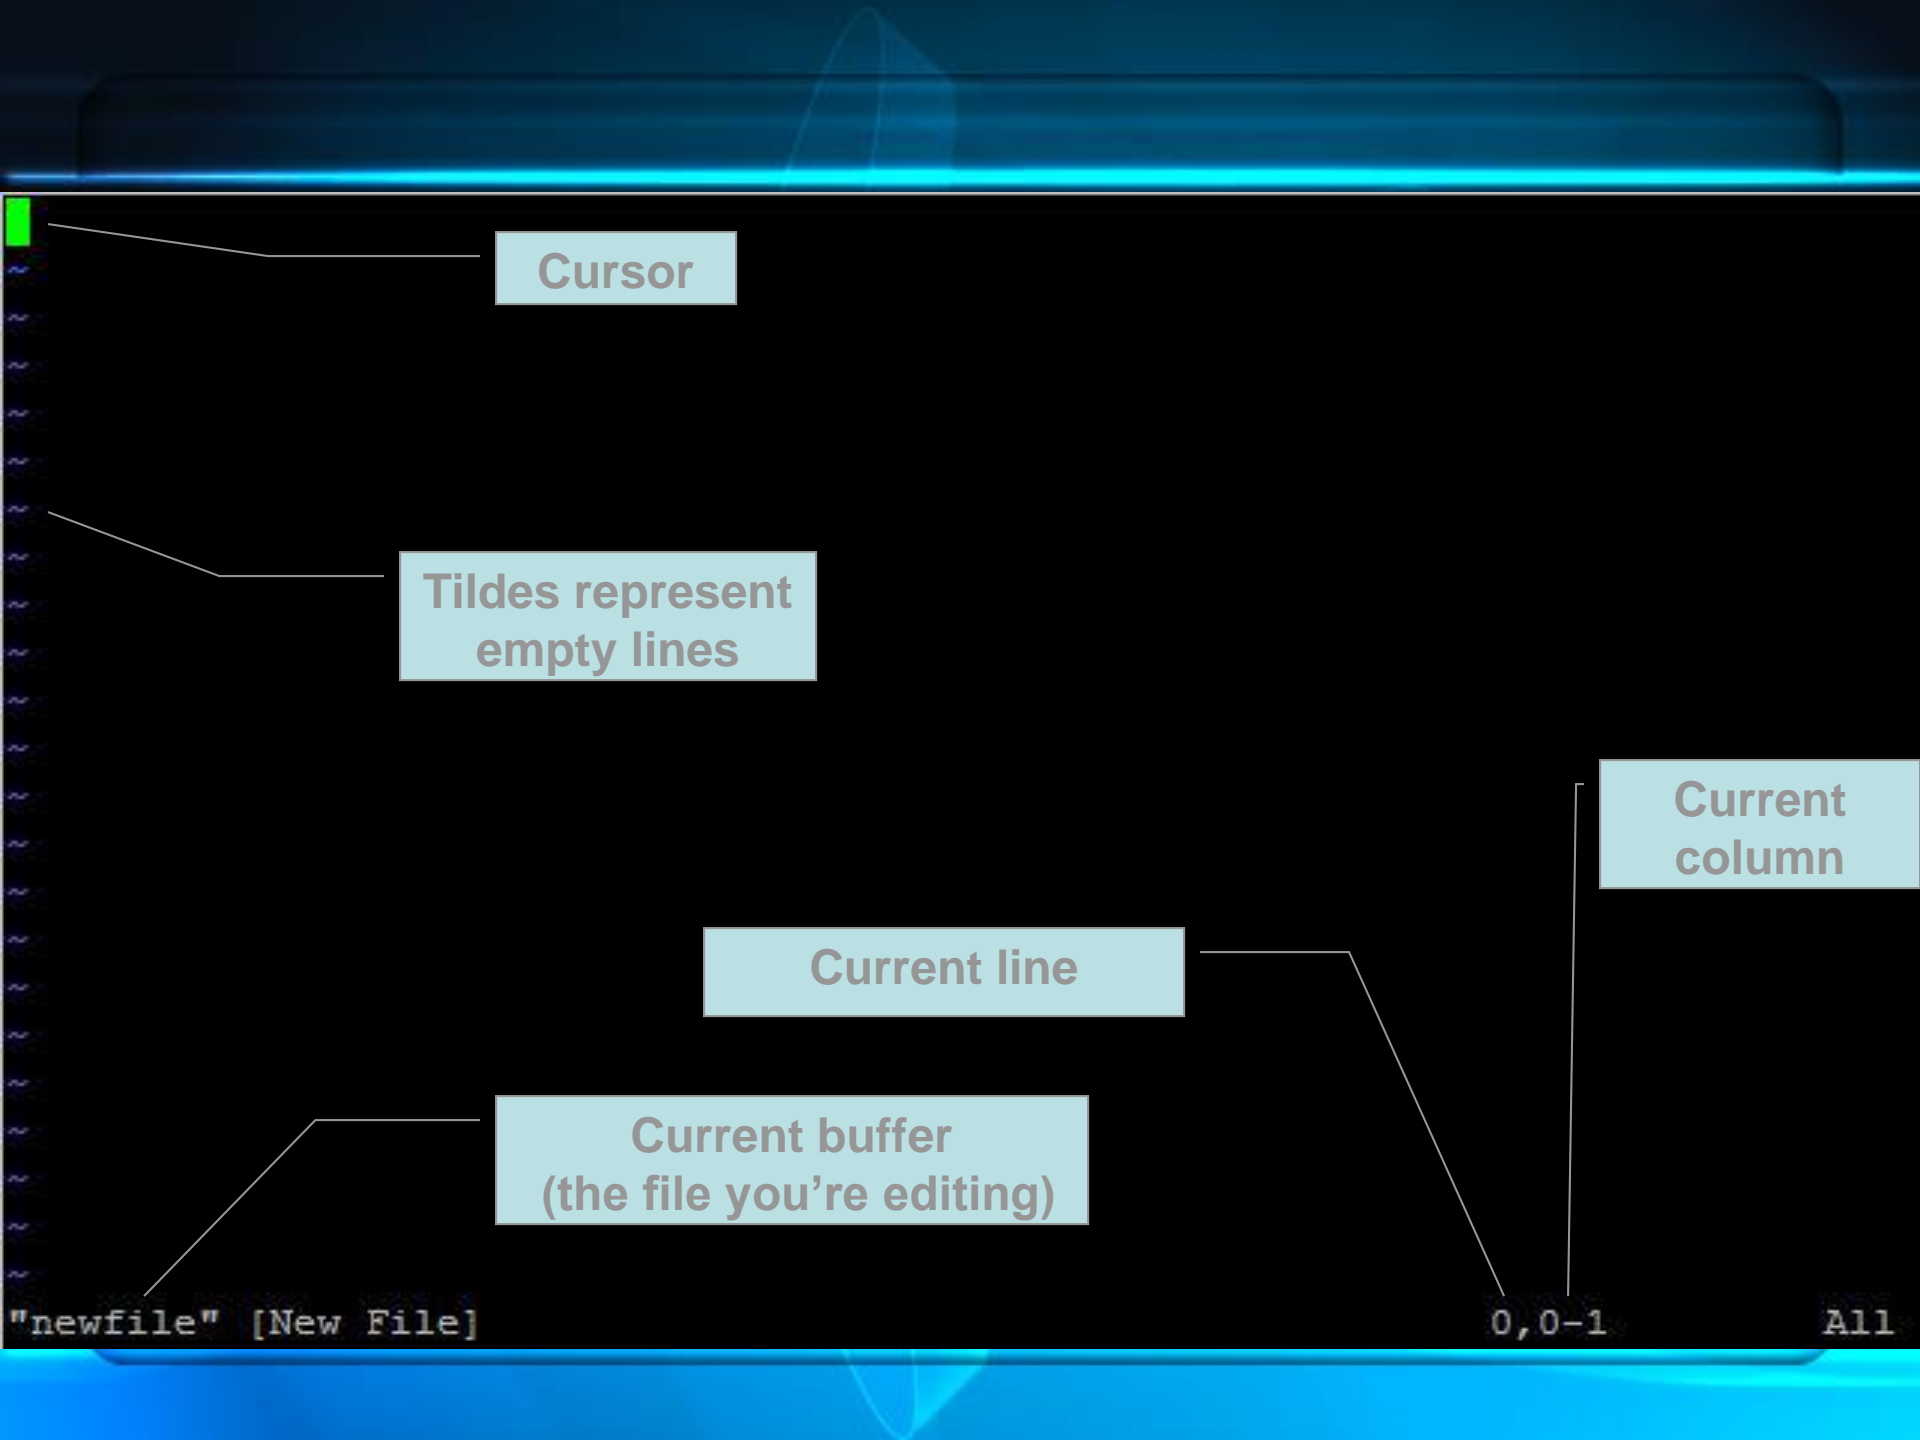 Cursor
~
~
~
~
~
~
Tildes represent
empty lines
~
~
~
~
~
~
Current
column
~
~
Current line
~
~
~
~
Current buffer
(the file you’re editing)
~
~
~
~
"newfile" [New File] 0,0-1 All